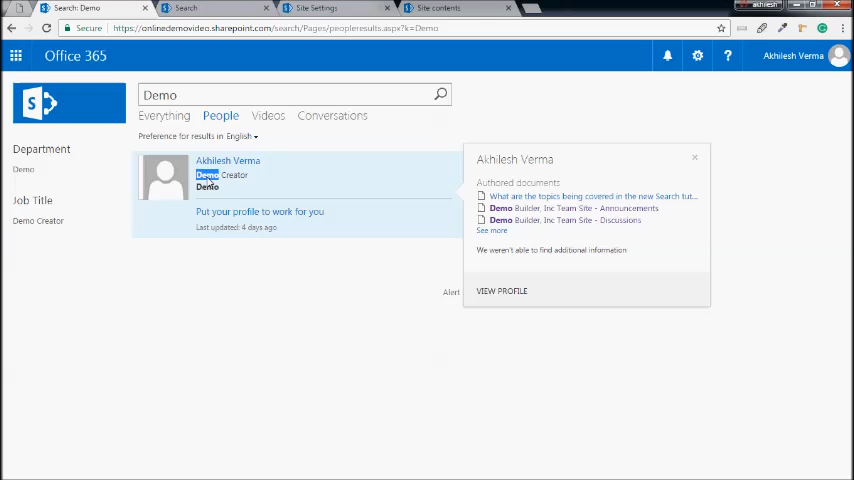 Search: Demo
Search
Site Settings
Site contents
akhilesh
Secure
https://onlinedemovideo.sharepoint.com/search/Pages/peopleresults.aspx?k=Demo
Office 365
Akhilesh Verma
Demo
Everything People Videos Conversations
Preference for results in English
Department
Demo
Job Title
Demo Creator
Akhilesh Verma
Demo Creator
Demo
Put your profile to work for you
Last updated: 4 days ago
Alert
Akhilesh Verma
Authored documents
What are the topics being covered in the new Search tut...
Demo Builder, Inc Team Site - Announcements
Demo Builder, Inc Team Site - Discussions
See more
We weren't able to find additional information
VIEW PROFILE